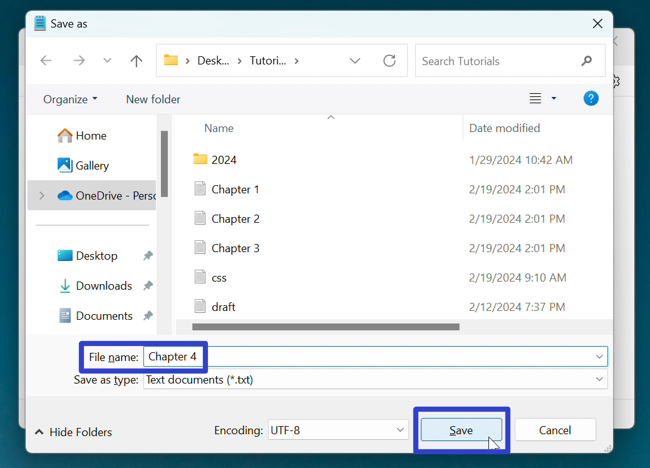 Save as
Desk... Tutori... Search Tutorials
Organize New folder
Name Date modified
Home
Gallery
OneDrive - Perso
Desktop
Downloads
Documents
2024 1/29/2024 10:42 AM
Chapter 1 2/19/2024 2:01 PM
Chapter 2 2/19/2024 2:01 PM
Chapter 3 2/19/2024 2:01 PM
css 2/19/2024 9:10 AM
draft 2/12/2024 7:37 PM
File name: Chapter 4
Save as type: Text documents (*.txt)
Hide Folders Encoding: UTF-8 Save Cancel